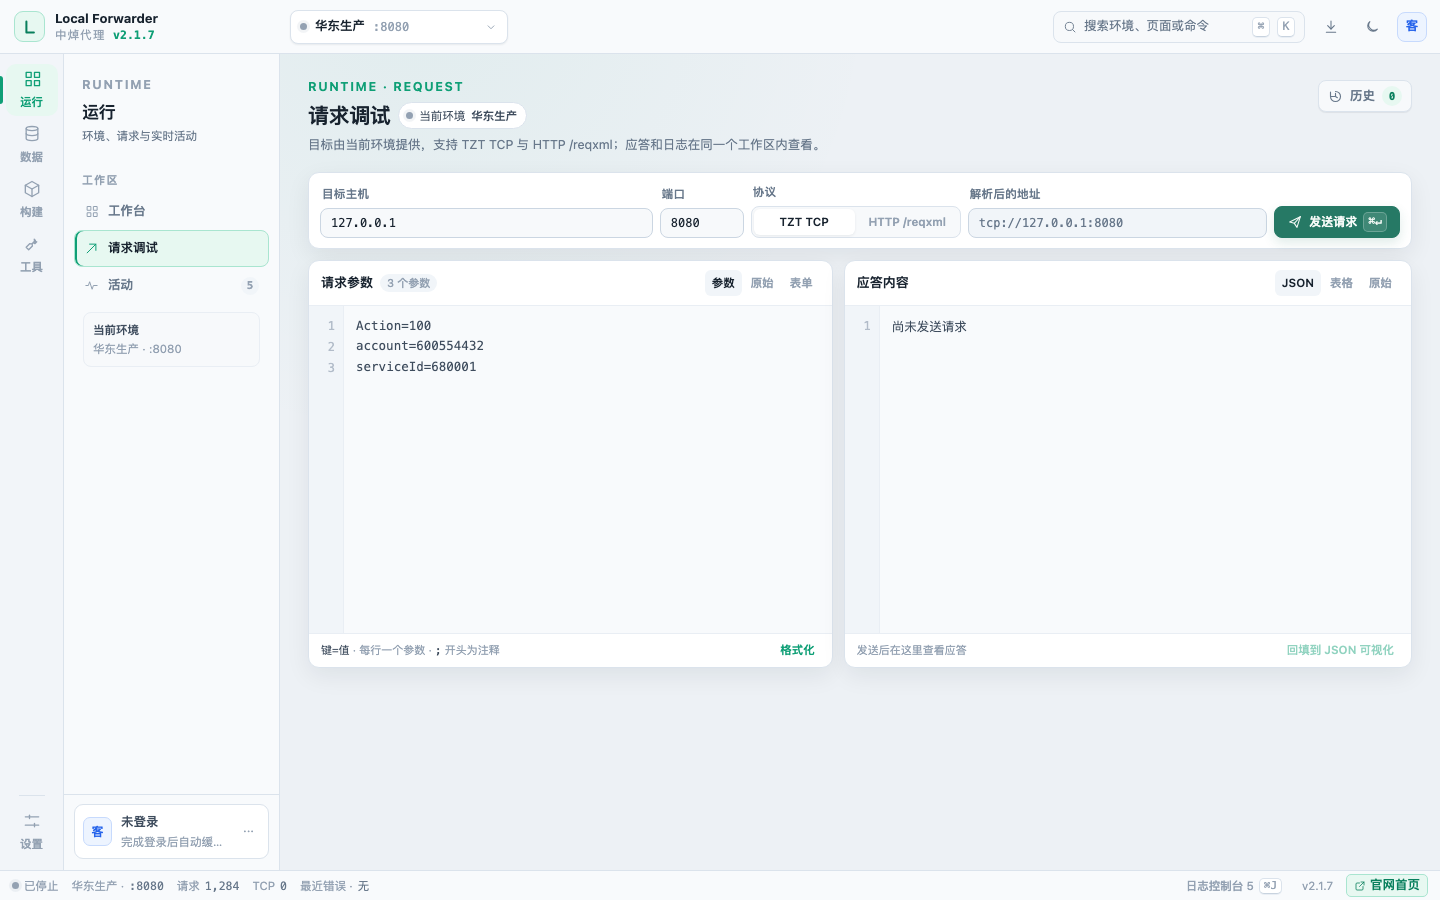 L
Local Forwarder
中焯代理 v2.1.7
华东生产 :8080
搜索环境、页面或命令 ⌘ K
客
运行
数据
构建
工具
设置
RUNTIME
运行
环境、请求与实时活动
工作区
工作台
请求调试
活动 5
当前环境
华东生产 · :8080
客
未登录
完成登录后自动缓...
RUNTIME · REQUEST
请求调试 当前环境 华东生产
目标由当前环境提供，支持 TZT TCP 与 HTTP /reqxml；应答和日志在同一个工作区内查看。
历史 0
目标主机 端口 协议 解析后的地址
127.0.0.1 8080 TZT TCP HTTP /reqxml tcp://127.0.0.1:8080 发送请求 ⌘↵
请求参数 3 个参数 参数 原始 表单
1 Action=100
2 account=600554432
3 serviceId=680001
键=值 · 每行一个参数 · ; 开头为注释 格式化
应答内容 JSON 表格 原始
1 尚未发送请求
发送后在这里查看应答 回填到 JSON 可视化
已停止 华东生产 · :8080 请求 1,284 TCP 0 最近错误 · 无 日志控制台 5 ⌘J v2.1.7 官网首页